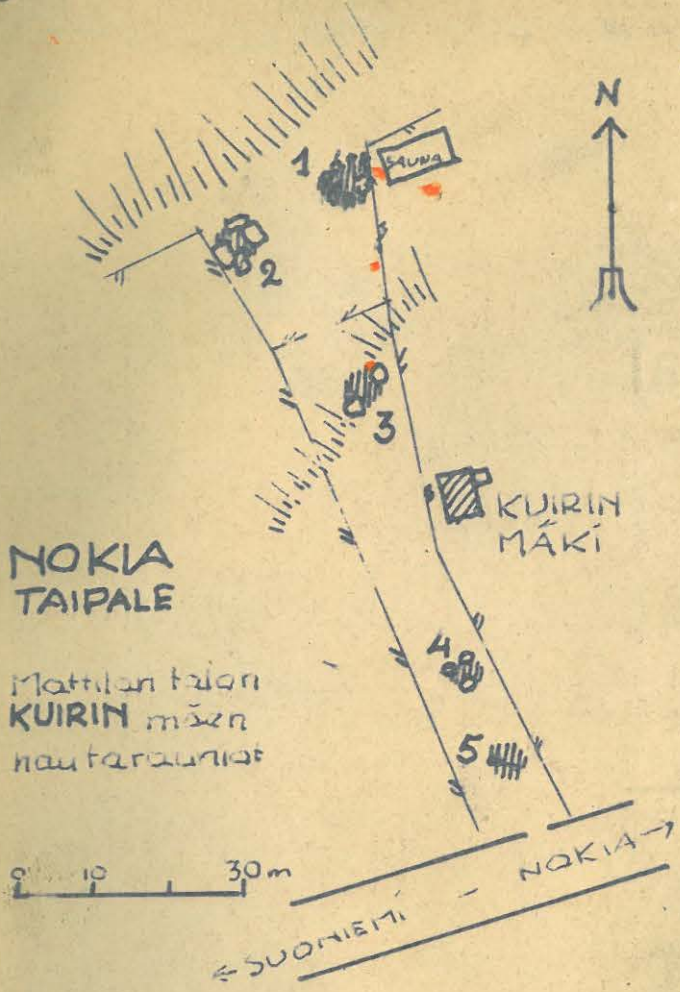 N
1
SAUNA
2
3
KUIRIN
MÄKI
NOKIA
TAIPALE
4
Mattilan talon
KUIRIN mäen
hautarauniot
5
0 10 30 m
NOKIA→
-
←SUONIEMI